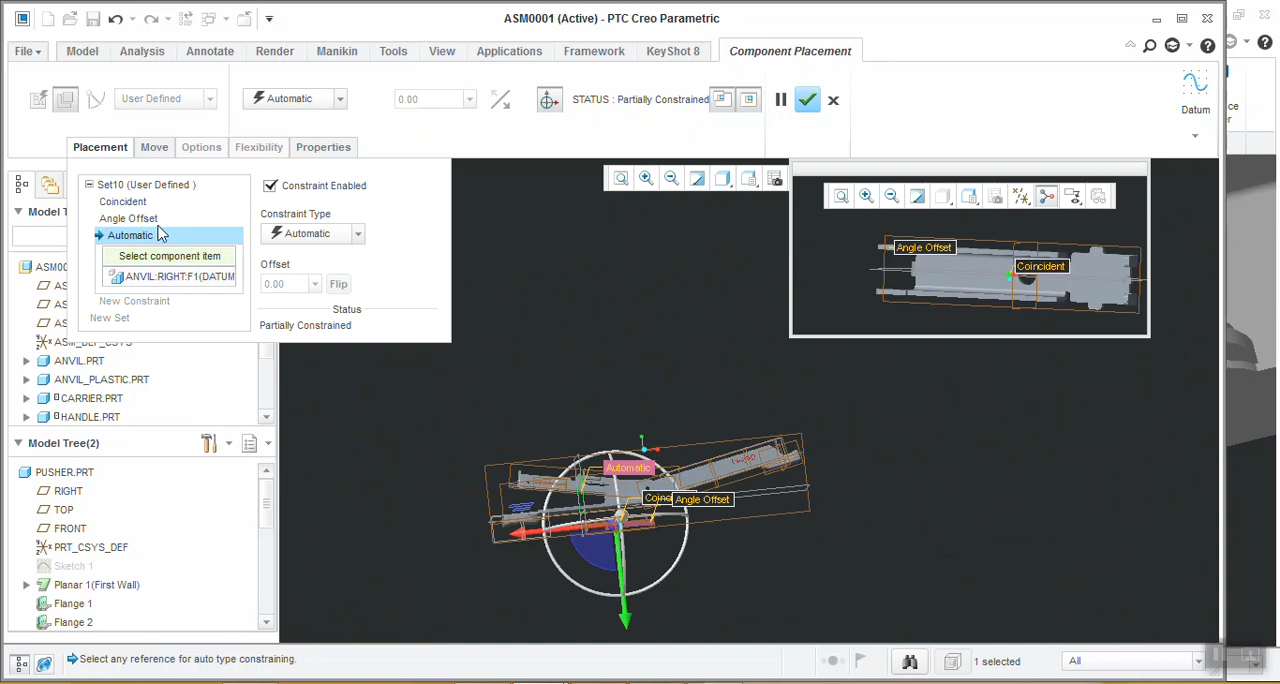 ASM0001 (Active) - PTC Creo Parametric
File Model Analysis Annotate Render Manikin Tools View Applications Framework KeyShot 8 Component Placement
User Defined Automatic 0.00 STATUS : Partially Constrained
Datum
Placement Move Options Flexibility Properties
Set10 (User Defined )
Coincident
Angle Offset
Automatic
Select component item
ANVIL:RIGHT:F1(DATUM
New Constraint
New Set
Constraint Enabled
Constraint Type
Automatic
Offset
0.00 Flip
Status
Partially Constrained
Angle Offset
Coincident
Model T
ASM0
ASM_DEF_CSYS
ANVIL.PRT
ANVIL_PLASTIC.PRT
CARRIER.PRT
HANDLE.PRT
Model Tree(2)
PUSHER.PRT
RIGHT
TOP
FRONT
PRT_CSYS_DEF
Sketch 1
Planar 1(First Wall)
Flange 1
Flange 2
Automatic
Coinc Angle Offset
Select any reference for auto type constraining.
1 selected
All